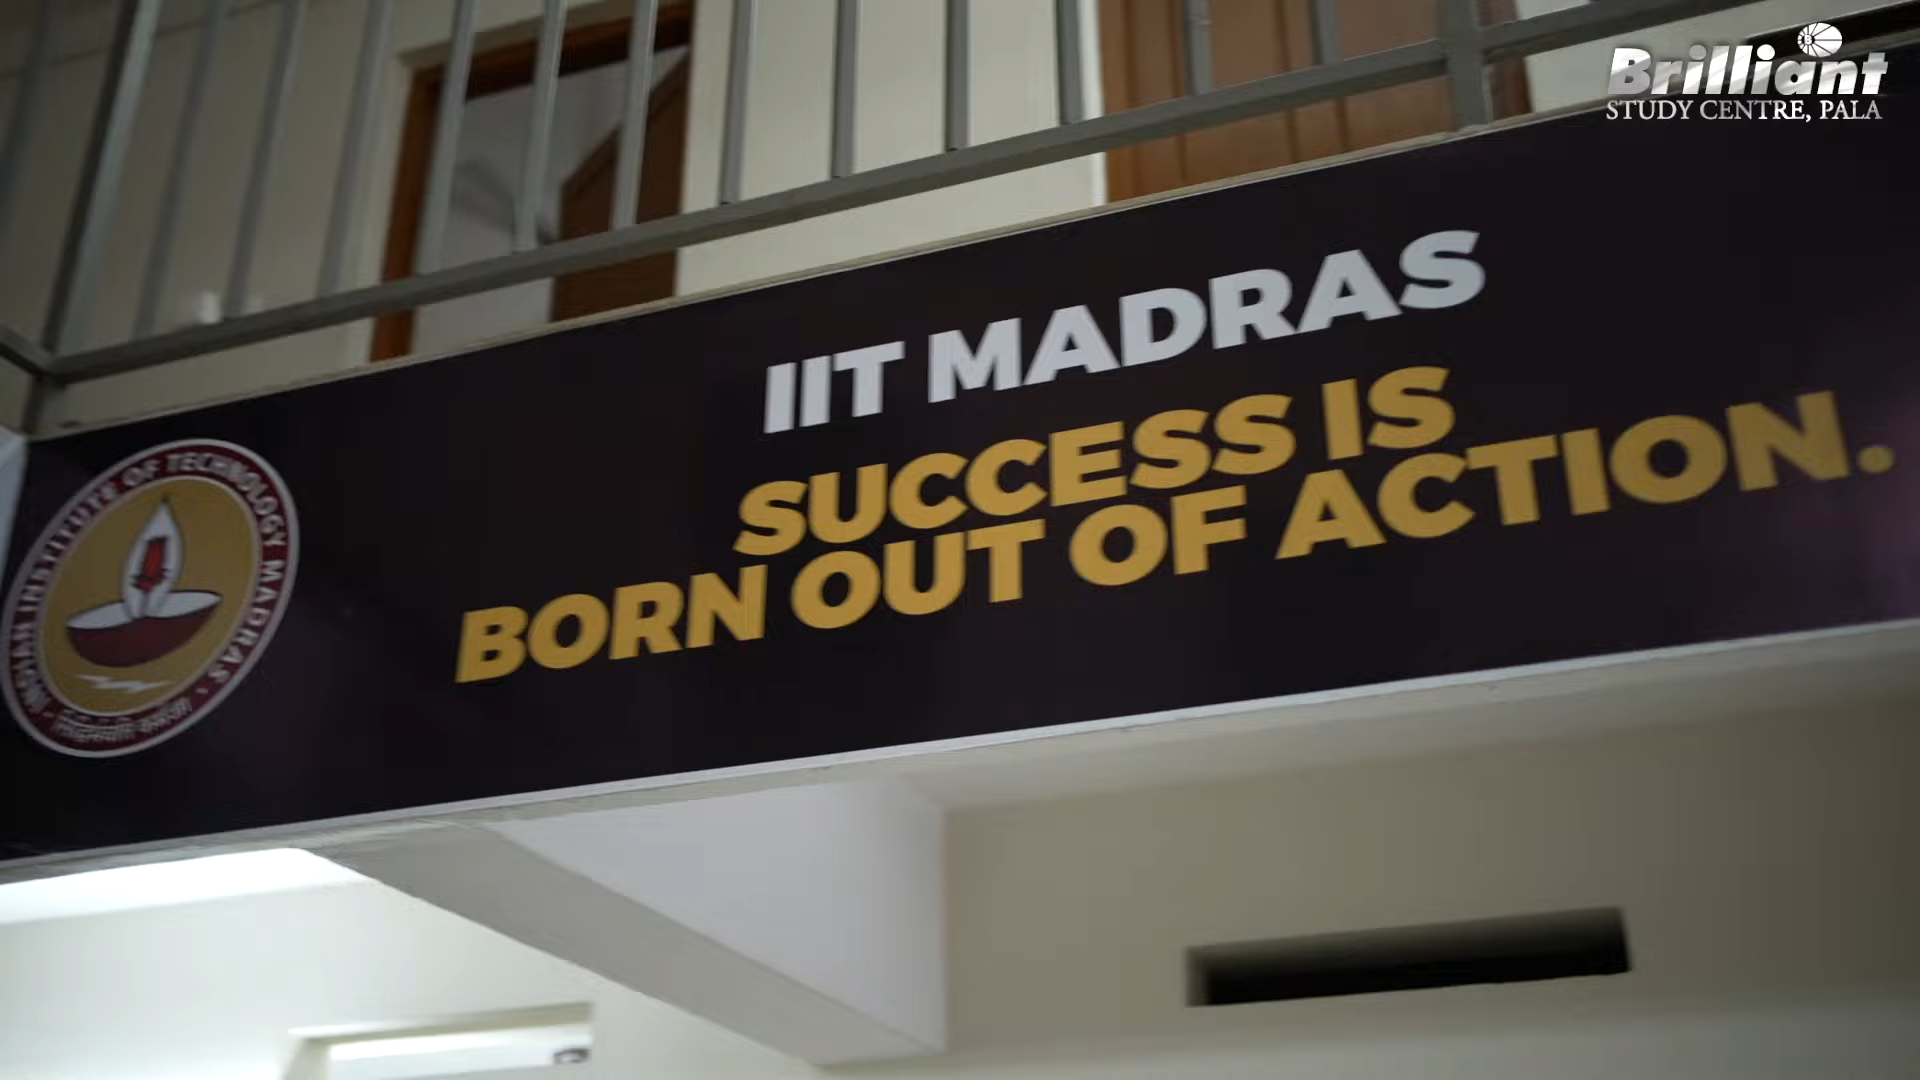 Brilliant
STUDY CENTRE, PALA
IIT MADRAS
SUCCESS IS
BORN OUT OF ACTION.
INDIAN INSTITUTE OF TECHNOLOGY MADRAS